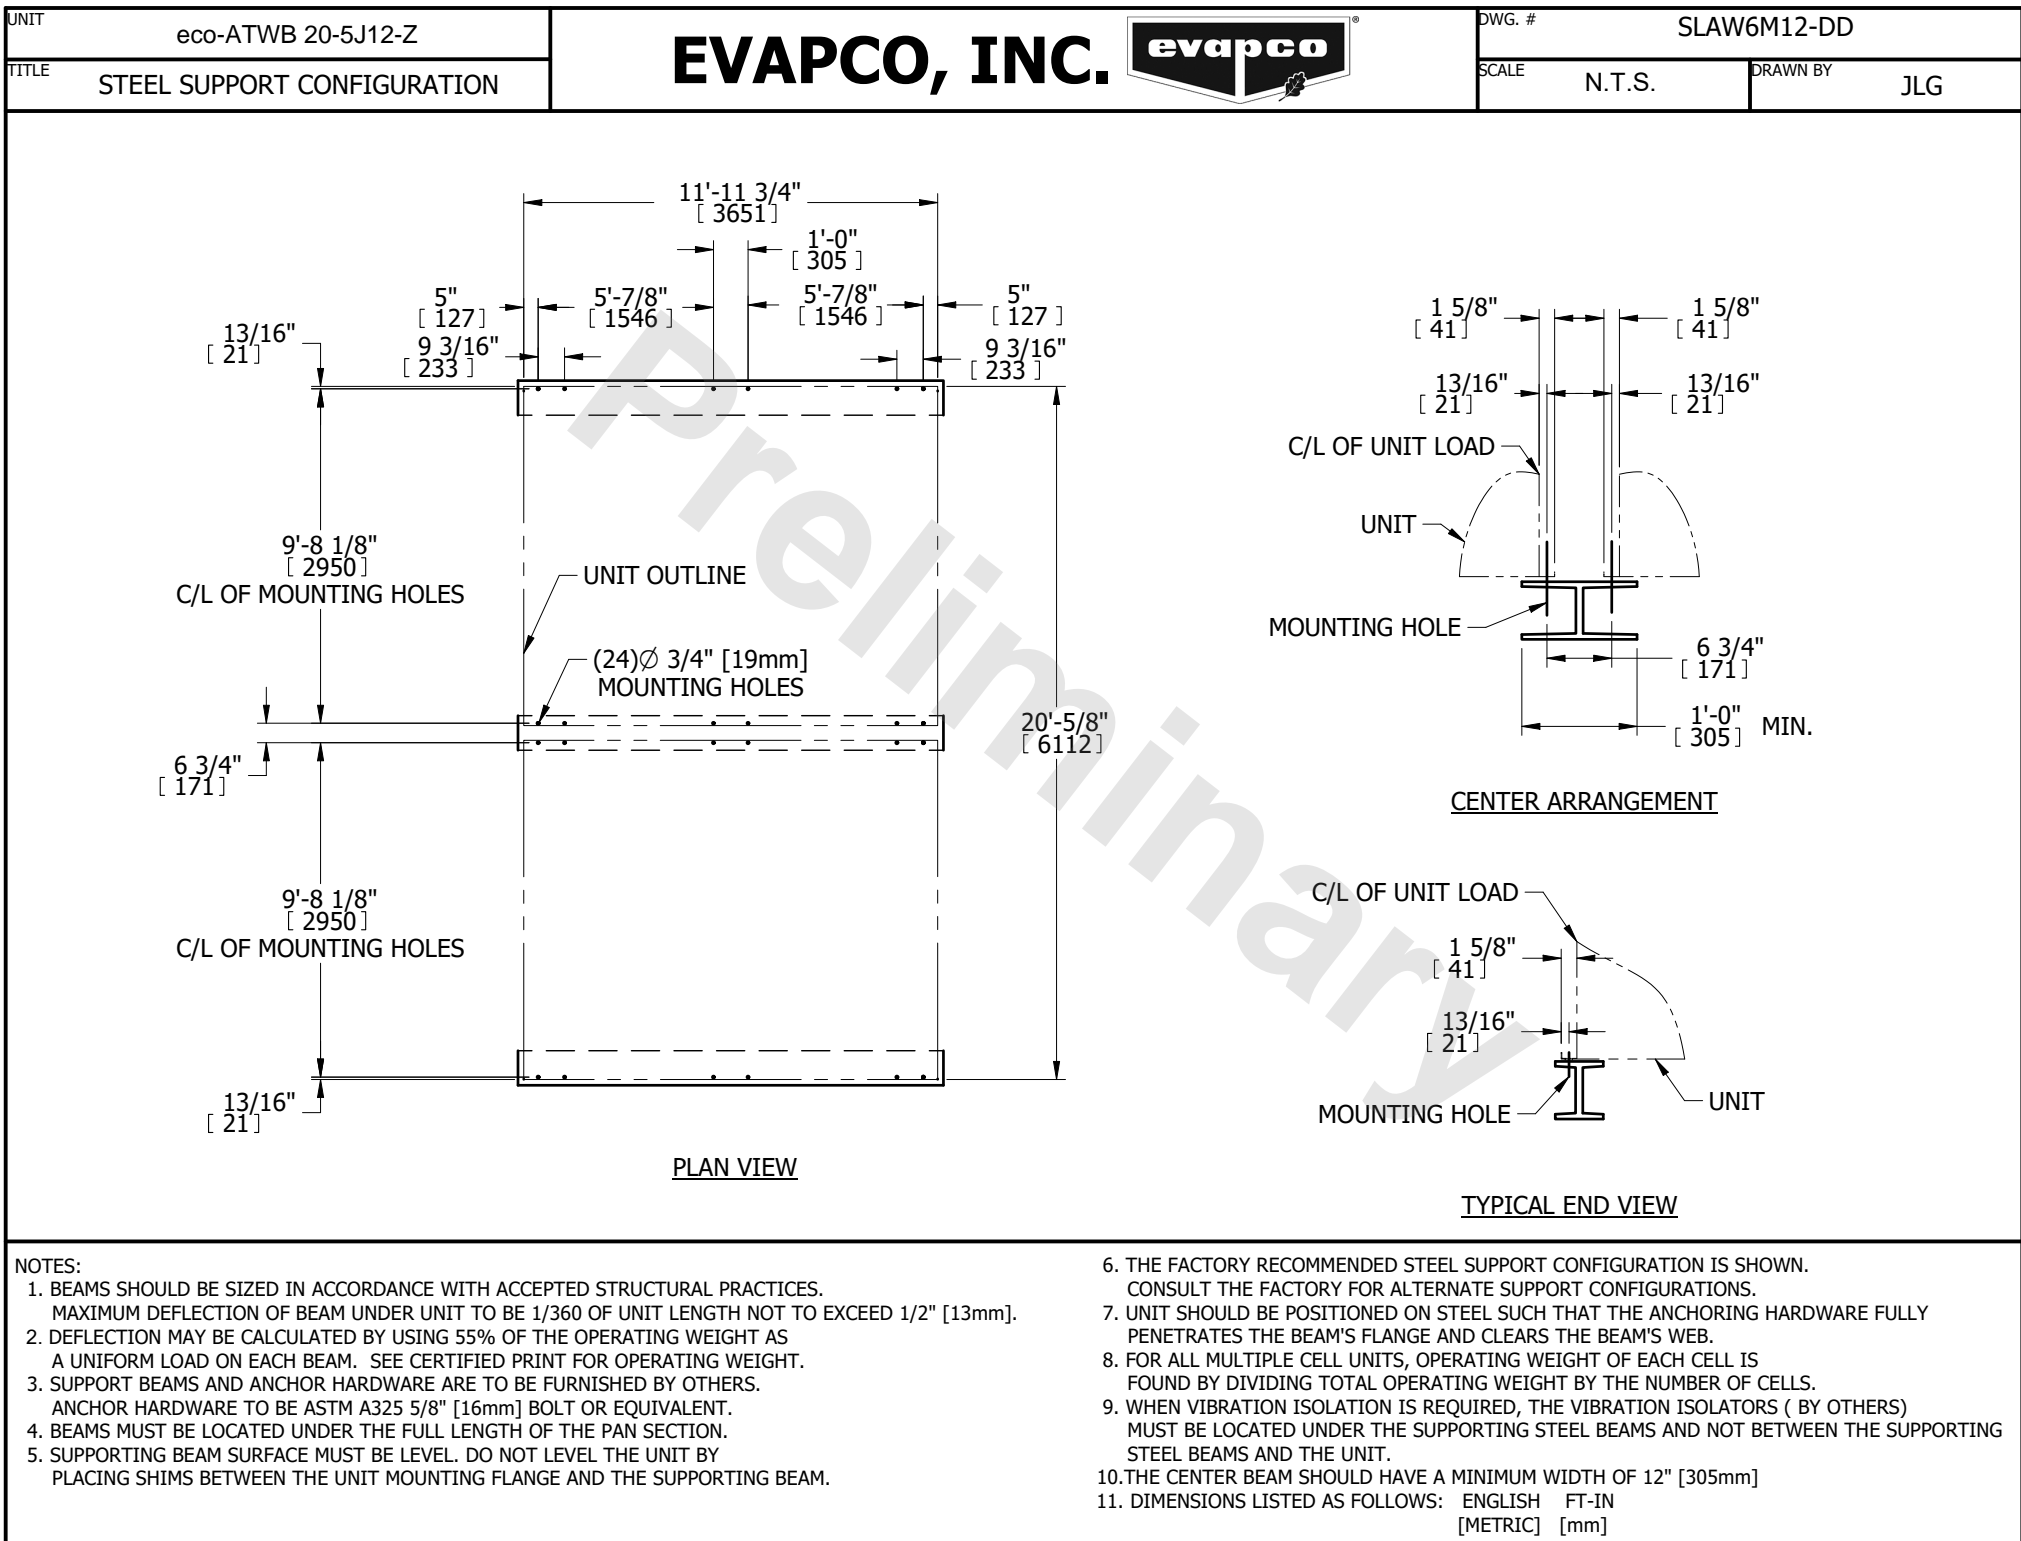 UNIT
eco-ATWB 20-5J12-Z
TITLE
STEEL SUPPORT CONFIGURATION
EVAPCO, INC.
evapco
®
DWG. #
SLAW6M12-DD
SCALE
N.T.S.
DRAWN BY
JLG
11'-11 3/4"
[ 3651 ]
1'-0"
[ 305 ]
5"
[ 127 ]
5'-7/8"
[ 1546 ]
5'-7/8"
[ 1546 ]
5"
[ 127 ]
13/16"
[ 21 ]
9 3/16"
[ 233 ]
9 3/16"
[ 233 ]
9'-8 1/8"
[ 2950 ]
C/L OF MOUNTING HOLES
UNIT OUTLINE
(24)Ø 3/4" [19mm]
MOUNTING HOLES
6 3/4"
[ 171 ]
20'-5/8"
[ 6112 ]
9'-8 1/8"
[ 2950 ]
C/L OF MOUNTING HOLES
13/16"
[ 21 ]
PLAN VIEW
Preliminary
1 5/8"
[ 41 ]
1 5/8"
[ 41 ]
13/16"
[ 21 ]
13/16"
[ 21 ]
C/L OF UNIT LOAD
UNIT
MOUNTING HOLE
6 3/4"
[ 171 ]
1'-0"
[ 305 ]
MIN.
CENTER ARRANGEMENT
C/L OF UNIT LOAD
1 5/8"
[ 41 ]
13/16"
[ 21 ]
MOUNTING HOLE
UNIT
TYPICAL END VIEW
NOTES:
1. BEAMS SHOULD BE SIZED IN ACCORDANCE WITH ACCEPTED STRUCTURAL PRACTICES.
MAXIMUM DEFLECTION OF BEAM UNDER UNIT TO BE 1/360 OF UNIT LENGTH NOT TO EXCEED 1/2" [13mm].
2. DEFLECTION MAY BE CALCULATED BY USING 55% OF THE OPERATING WEIGHT AS
A UNIFORM LOAD ON EACH BEAM. SEE CERTIFIED PRINT FOR OPERATING WEIGHT.
3. SUPPORT BEAMS AND ANCHOR HARDWARE ARE TO BE FURNISHED BY OTHERS.
ANCHOR HARDWARE TO BE ASTM A325 5/8" [16mm] BOLT OR EQUIVALENT.
4. BEAMS MUST BE LOCATED UNDER THE FULL LENGTH OF THE PAN SECTION.
5. SUPPORTING BEAM SURFACE MUST BE LEVEL. DO NOT LEVEL THE UNIT BY
PLACING SHIMS BETWEEN THE UNIT MOUNTING FLANGE AND THE SUPPORTING BEAM.
6. THE FACTORY RECOMMENDED STEEL SUPPORT CONFIGURATION IS SHOWN.
CONSULT THE FACTORY FOR ALTERNATE SUPPORT CONFIGURATIONS.
7. UNIT SHOULD BE POSITIONED ON STEEL SUCH THAT THE ANCHORING HARDWARE FULLY
PENETRATES THE BEAM'S FLANGE AND CLEARS THE BEAM'S WEB.
8. FOR ALL MULTIPLE CELL UNITS, OPERATING WEIGHT OF EACH CELL IS
FOUND BY DIVIDING TOTAL OPERATING WEIGHT BY THE NUMBER OF CELLS.
9. WHEN VIBRATION ISOLATION IS REQUIRED, THE VIBRATION ISOLATORS ( BY OTHERS)
MUST BE LOCATED UNDER THE SUPPORTING STEEL BEAMS AND NOT BETWEEN THE SUPPORTING
STEEL BEAMS AND THE UNIT.
10.THE CENTER BEAM SHOULD HAVE A MINIMUM WIDTH OF 12" [305mm]
11. DIMENSIONS LISTED AS FOLLOWS: ENGLISH FT-IN
[METRIC] [mm]